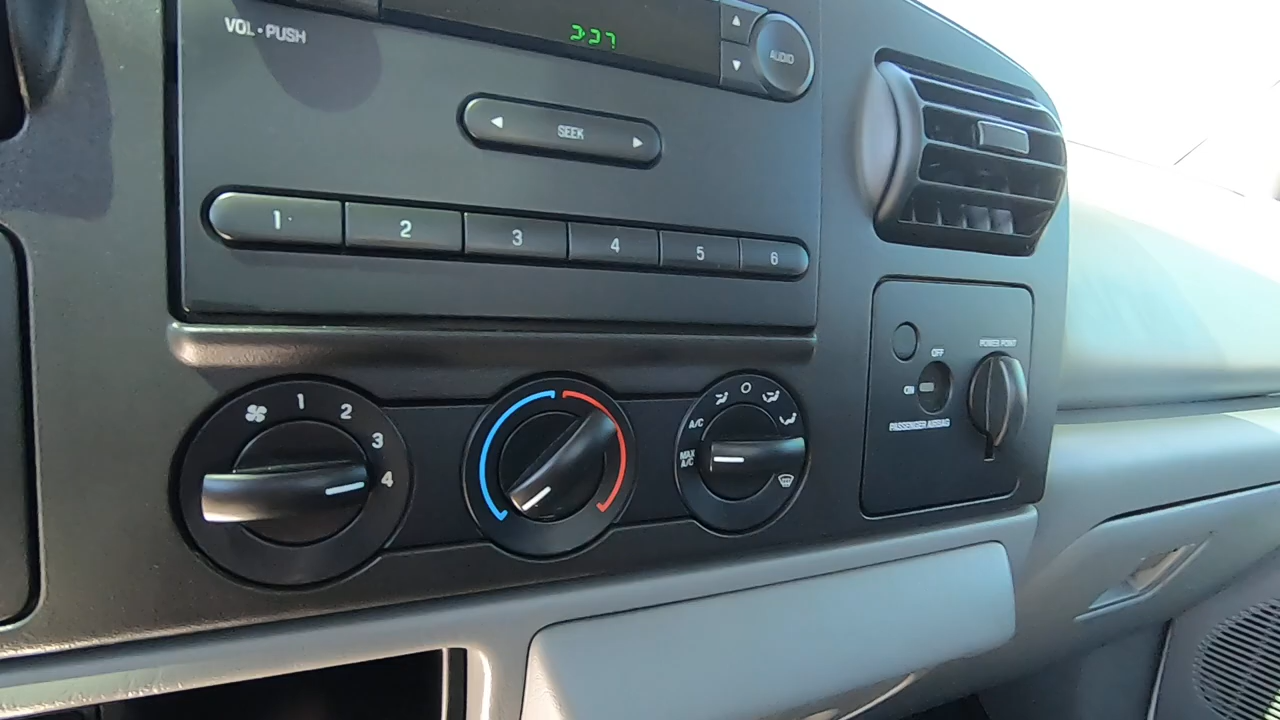 3:37
VOL•PUSH
AUDIO
SEEK
1 2 3 4 5 6
1 2 3 4
MAX A/C
A/C
O
OFF
ON
PASSENGER AIRBAG
POWER POINT